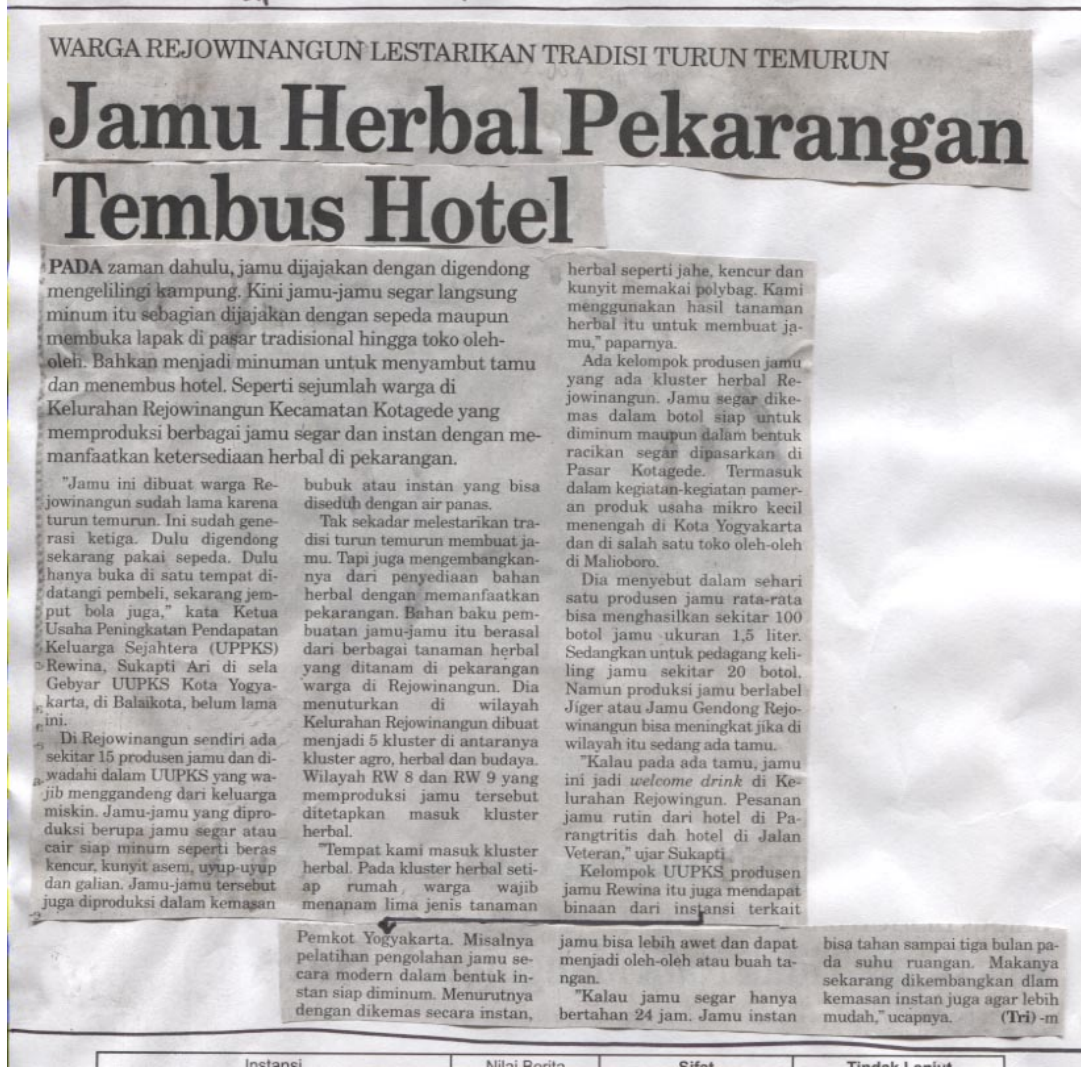 WARGA REJOWINANGUN LESTARIKAN TRADISI TURUN TEMURUN
Jamu Herbal Pekarangan
Tembus Hotel
PADA zaman dahulu, jamu dijajakan dengan digendong
mengelilingi kampung. Kini jamu-jamu segar langsung
minum itu sebagian dijajakan dengan sepeda maupun
membuka lapak di pasar tradisional hingga toko oleh-
oleh. Bahkan menjadi minuman untuk menyambut tamu
dan menembus hotel. Seperti sejumlah warga di
Kelurahan Rejowinangun Kecamatan Kotagede yang
memproduksi berbagai jamu segar dan instan dengan me-
manfaatkan ketersediaan herbal di pekarangan.
"Jamu ini dibuat warga Re-
jowinangun sudah lama karena
turun temurun. Ini sudah gene-
rasi ketiga. Dulu digendong
sekarang pakai sepeda. Dulu
hanya buka di satu tempat di-
datangi pembeli, sekarang jem-
put bola juga," kata Ketua
Usaha Peningkatan Pendapatan
Keluarga Sejahtera (UPPKS)
Rewina, Sukapti Ari di sela
Gebyar UUPKS Kota Yogya-
karta, di Balaikota, belum lama
ini.
Di Rejowinangun sendiri ada
sekitar 15 produsen jamu dan di-
wadahi dalam UUPKS yang wa-
jib menggandeng dari keluarga
miskin. Jamu-jamu yang dipro-
duksi berupa jamu segar atau
cair siap minum seperti beras
kencur, kunyit asem, uyup-uyup
dan galian. Jamu-jamu tersebut
juga diproduksi dalam kemasan
bubuk atau instan yang bisa
diseduh dengan air panas.
Tak sekadar melestarikan tra-
disi turun temurun membuat ja-
mu. Tapi juga mengembangkan-
nya dari penyediaan bahan
herbal dengan memanfaatkan
pekarangan. Bahan baku pem-
buatan jamu-jamu itu berasal
dari berbagai tanaman herbal
yang ditanam di pekarangan
warga di Rejowinangun. Dia
menuturkan di wilayah
Kelurahan Rejowinangun dibuat
menjadi 5 kluster di antaranya
kluster agro, herbal dan budaya.
Wilayah RW 8 dan RW 9 yang
memproduksi jamu tersebut
ditetapkan masuk kluster
herbal.
"Tempat kami masuk kluster
herbal. Pada kluster herbal seti-
ap rumah warga wajib
menanam lima jenis tanaman
herbal seperti jahe, kencur dan
kunyit memakai polybag. Kami
menggunakan hasil tanaman
herbal itu untuk membuat ja-
mu," paparnya.
Ada kelompok produsen jamu
yang ada kluster herbal Re-
jowinangun. Jamu segar dike-
mas dalam botol siap untuk
diminum maupun dalam bentuk
racikan segar dipasarkan di
Pasar Kotagede. Termasuk
dalam kegiatan-kegiatan pamer-
an produk usaha mikro kecil
menengah di Kota Yogyakarta
dan di salah satu toko oleh-oleh
di Malioboro.
Dia menyebut dalam sehari
satu produsen jamu rata-rata
bisa menghasilkan sekitar 100
botol jamu ukuran 1,5 liter.
Sedangkan untuk pedagang keli-
ling jamu sekitar 20 botol.
Namun produksi jamu berlabel
Jiger atau Jamu Gendong Rejo-
winangun bisa meningkat jika di
wilayah itu sedang ada tamu.
"Kalau pada ada tamu, jamu
ini jadi welcome drink di Ke-
lurahan Rejowingun. Pesanan
jamu rutin dari hotel di Pa-
rangtritis dah hotel di Jalan
Veteran," ujar Sukapti
Kelompok UUPKS produsen
jamu Rewina itu juga mendapat
binaan dari instansi terkait
Pemkot Yogyakarta. Misalnya
pelatihan pengolahan jamu se-
cara modern dalam bentuk in-
stan siap diminum. Menurutnya
dengan dikemas secara instan,
jamu bisa lebih awet dan dapat
menjadi oleh-oleh atau buah ta-
ngan.
"Kalau jamu segar hanya
bertahan 24 jam. Jamu instan
bisa tahan sampai tiga bulan pa-
da suhu ruangan. Makanya
sekarang dikembangkan dlam
kemasan instan juga agar lebih
mudah," ucapnya. (Tri) -m
Instansi Nilai Berita Sifat Tindak Lanjut